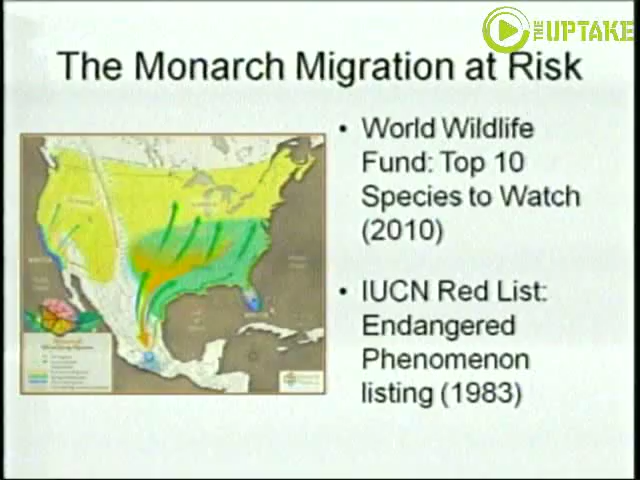 THE UPTAKE
The Monarch Migration at Risk
• World Wildlife
Fund: Top 10
Species to Watch
(2010)
• IUCN Red List:
Endangered
Phenomenon
listing (1983)